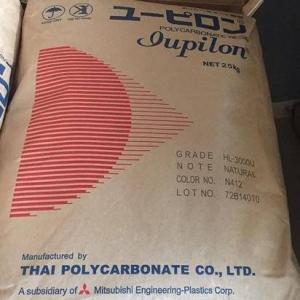 ユーピロン
POLYCARBONATE RESIN
Iupilon
NET 25kg
GRADE HL-3000U
NOTE NATURAL
COLOR NO. N412
LOT NO. 72614010
Manufactured by
THAI POLYCARBONATE CO., LTD.
A subsidiary of Mitsubishi Engineering-Plastics Corp.